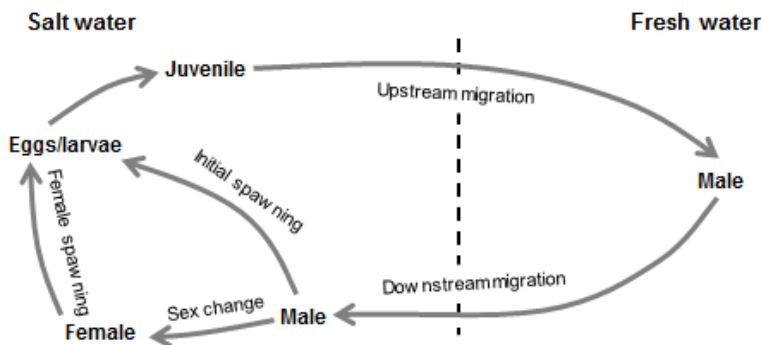 Salt water
Fresh water
Juvenile
Upstream migration
Eggs/larvae
Initial spawning
Male
Female spawning
Downstream migration
Sex change
Male
Female